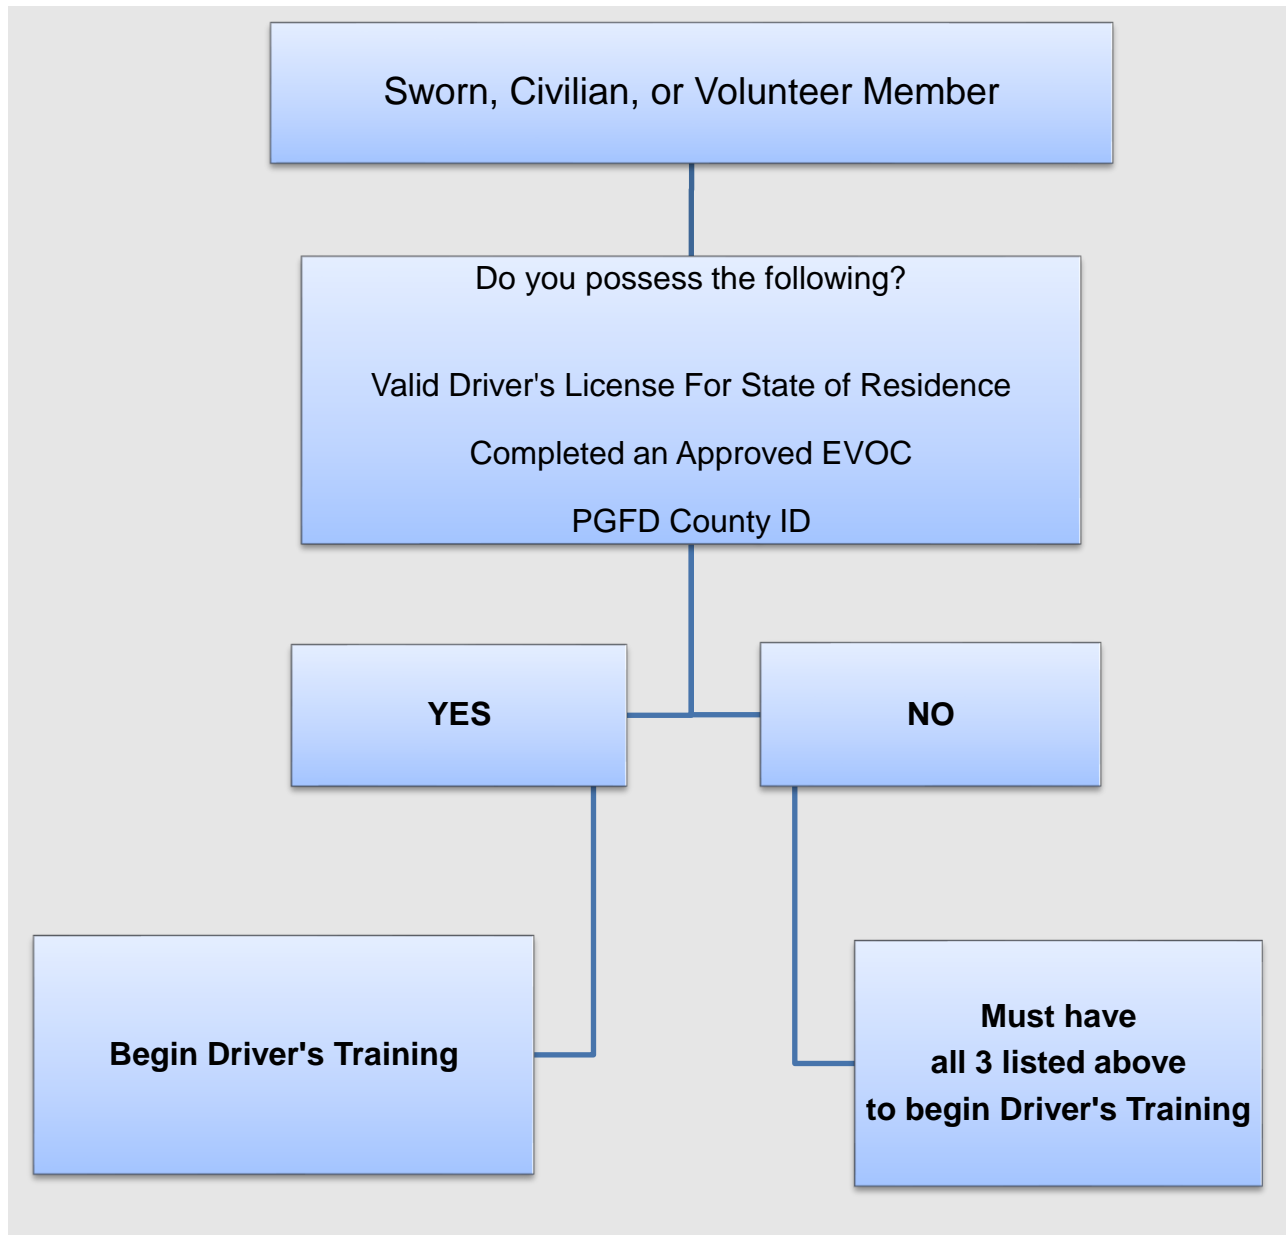 Sworn, Civilian, or Volunteer Member
Do you possess the following?
Valid Driver's License For State of Residence
Completed an Approved EVOC
PGFD County ID
YES
NO
Begin Driver's Training
Must have
all 3 listed above
to begin Driver's Training